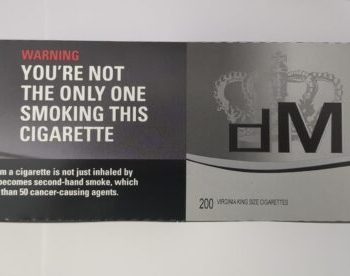 WARNING
YOU'RE NOT
THE ONLY ONE
SMOKING THIS
CIGARETTE
m a cigarette is not just inhaled by
becomes second-hand smoke, which
than 50 cancer-causing agents.
dM
200 VIRGINIA KING SIZE CIGARETTES